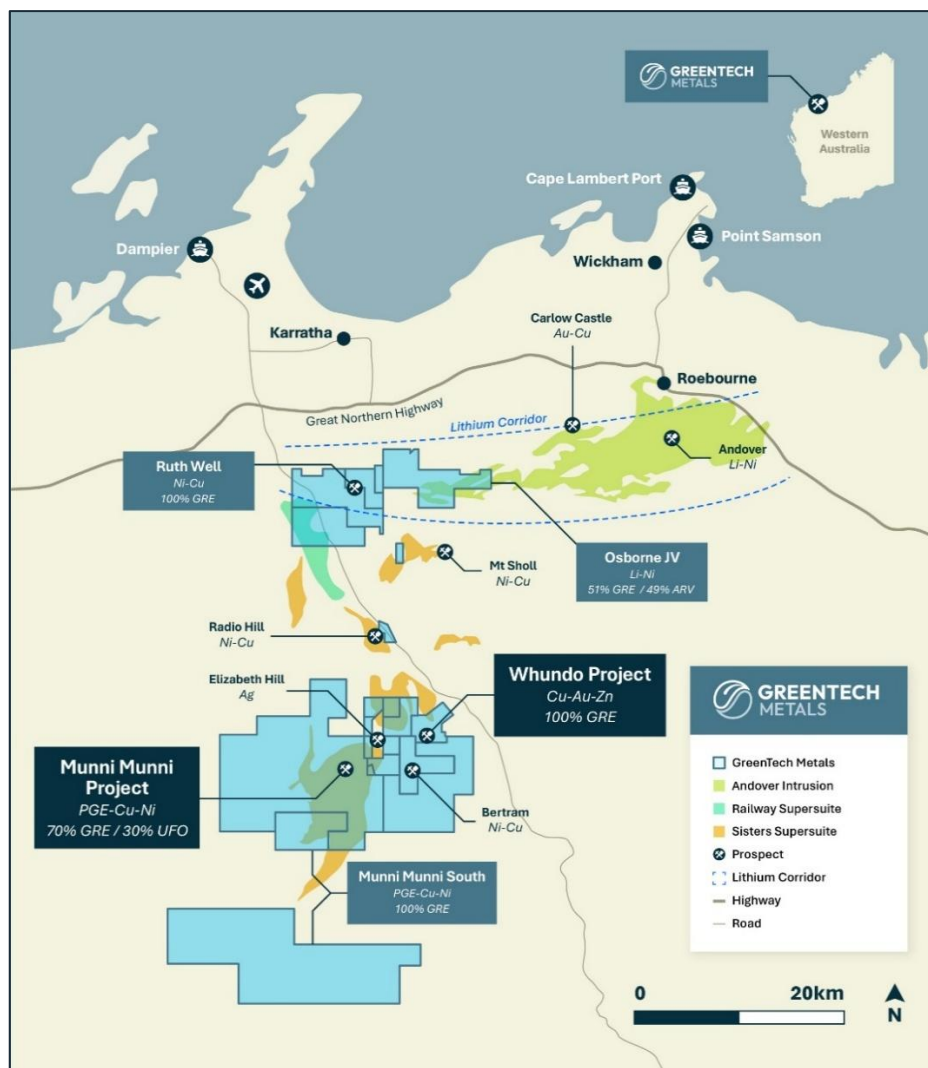 GREENTECH
METALS
Western
Australia
Cape Lambert Port
Dampier
Point Samson
Wickham
Carlow Castle
Au-Cu
Karratha
Roebourne
Great Northern Highway
Lithium Corridor
Andover
Li-Ni
Ruth Well
Ni-Cu
100% GRE
Mt Sholl
Ni-Cu
Osborne JV
Li-Ni
51% GRE / 49% ARV
Radio Hill
Ni-Cu
Elizabeth Hill
Ag
Whundo Project
Cu-Au-Zn
100% GRE
Munni Munni
Project
PGE-Cu-Ni
70% GRE / 30% UFO
Bertram
Ni-Cu
Munni Munni South
PGE-Cu-Ni
100% GRE
GREENTECH
METALS
GreenTech Metals
Andover Intrusion
Railway Supersuite
Sisters Supersuite
Prospect
Lithium Corridor
Highway
Road
0 20km
N